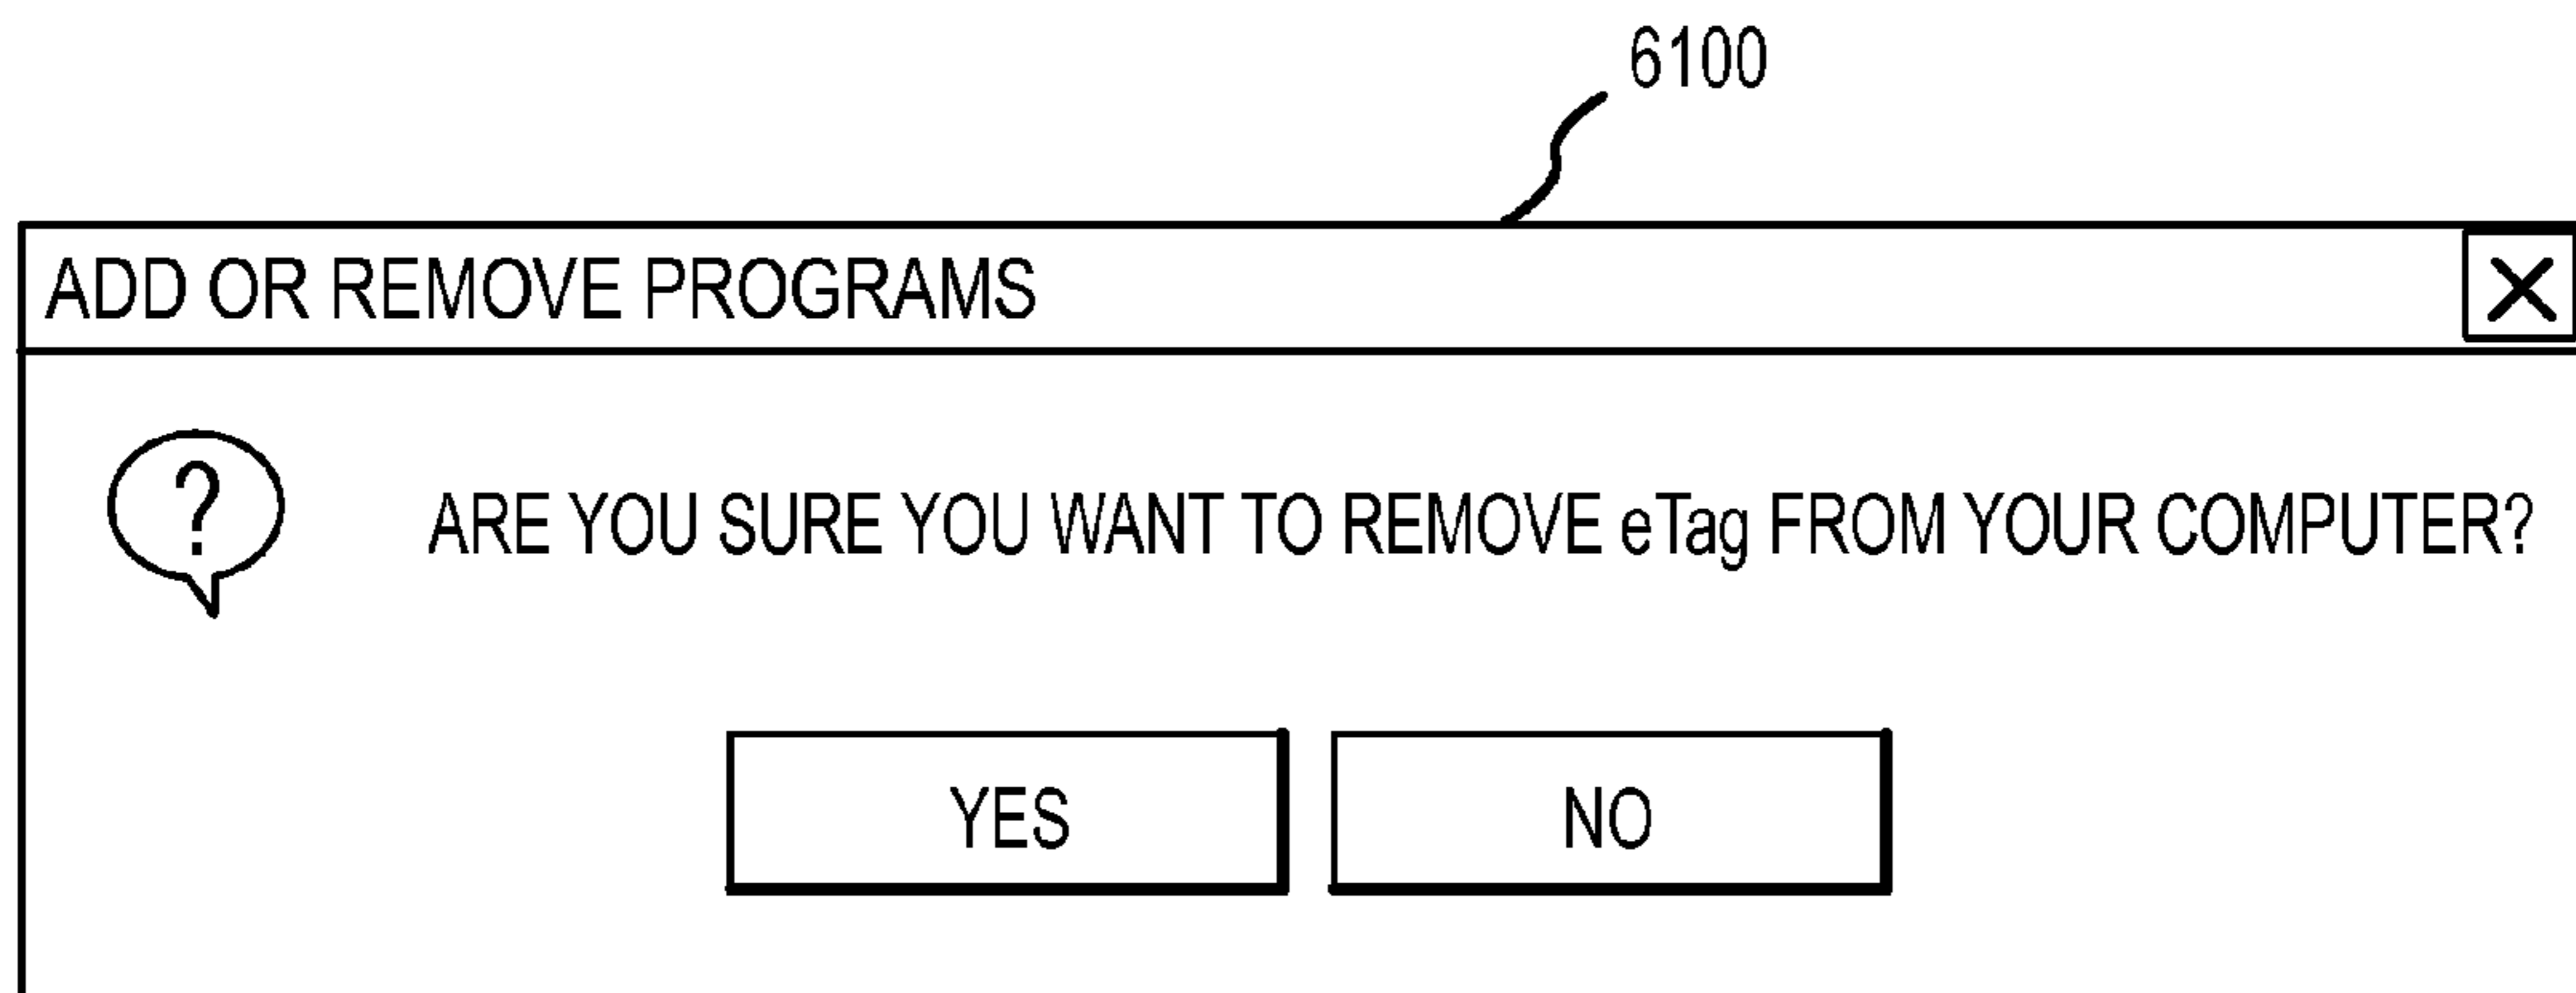 6100
ADD OR REMOVE PROGRAMS
?
ARE YOU SURE YOU WANT TO REMOVE eTag FROM YOUR COMPUTER?
YES NO